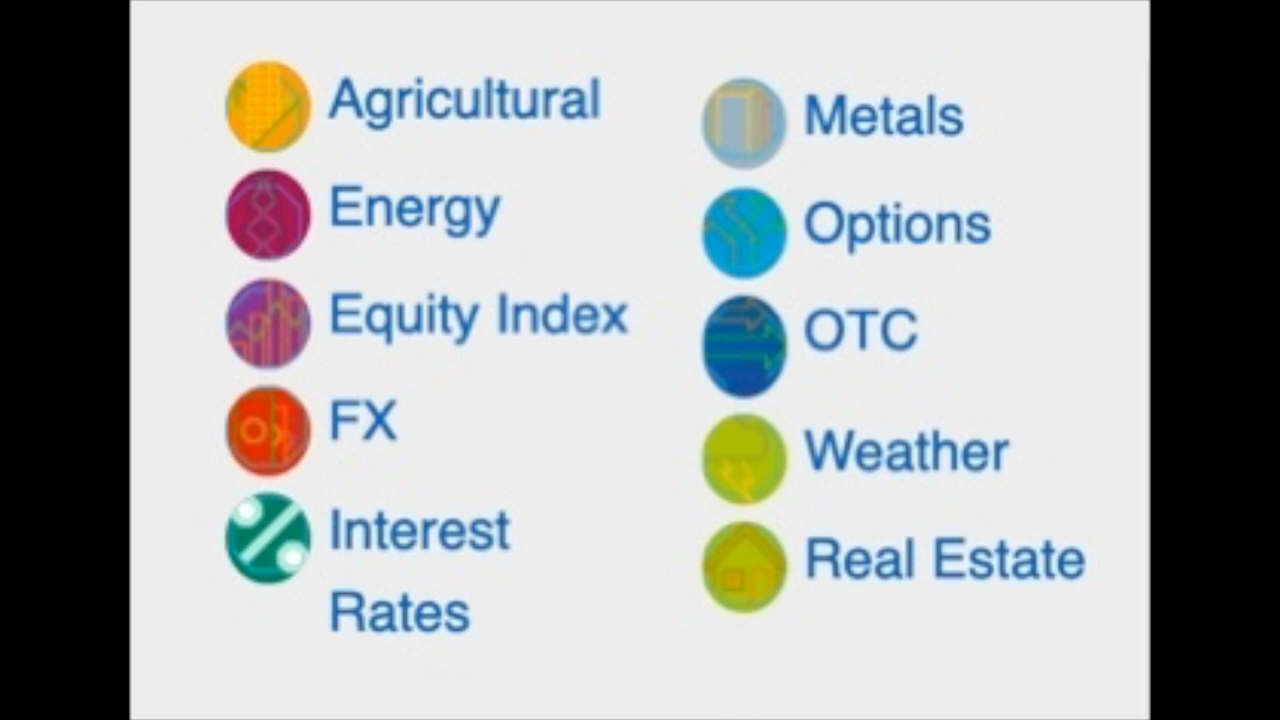 Agricultural
Energy
Equity Index
FX
Interest
Rates
Metals
Options
OTC
Weather
Real Estate